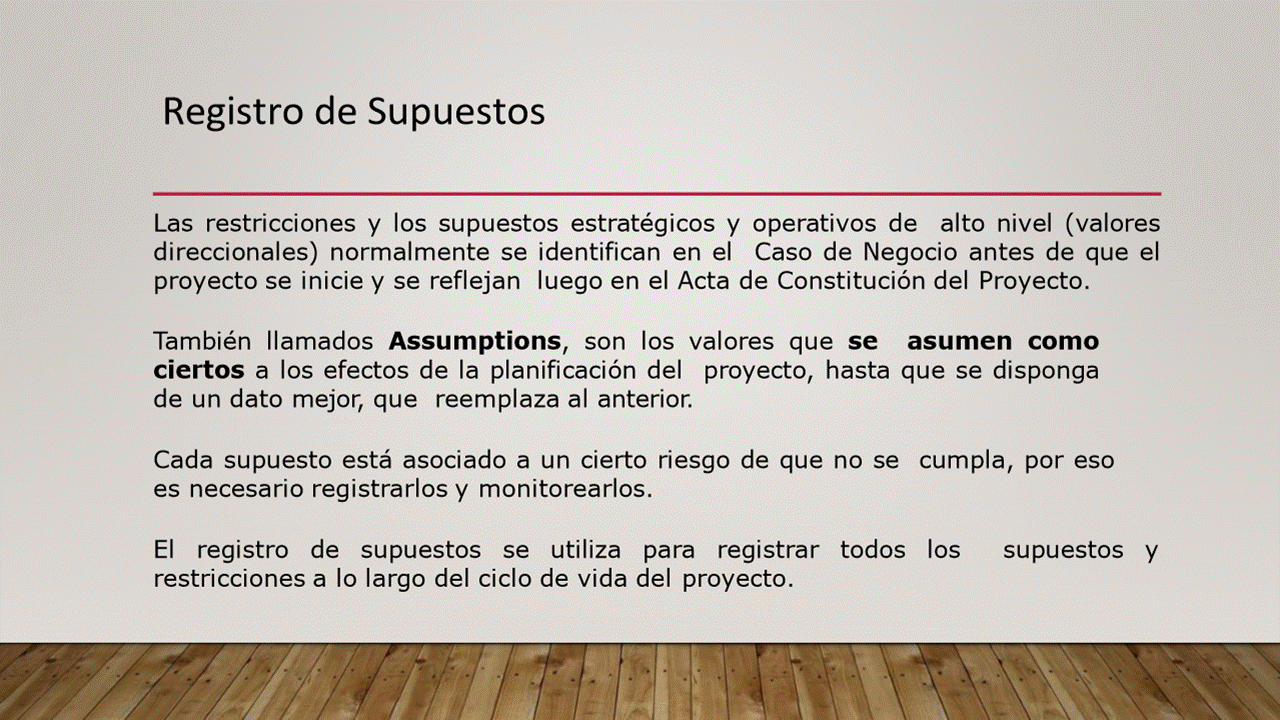 Registro de Supuestos
Las restricciones y los supuestos estratégicos y operativos de alto nivel (valores
direccionales) normalmente se identifican en el Caso de Negocio antes de que el
proyecto se inicie y se reflejan luego en el Acta de Constitución del Proyecto.
También llamados Assumptions, son los valores que se asumen como
ciertos a los efectos de la planificación del proyecto, hasta que se disponga
de un dato mejor, que reemplaza al anterior.
Cada supuesto está asociado a un cierto riesgo de que no se cumpla, por eso
es necesario registrarlos y monitorearlos.
El registro de supuestos se utiliza para registrar todos los supuestos y
restricciones a lo largo del ciclo de vida del proyecto.